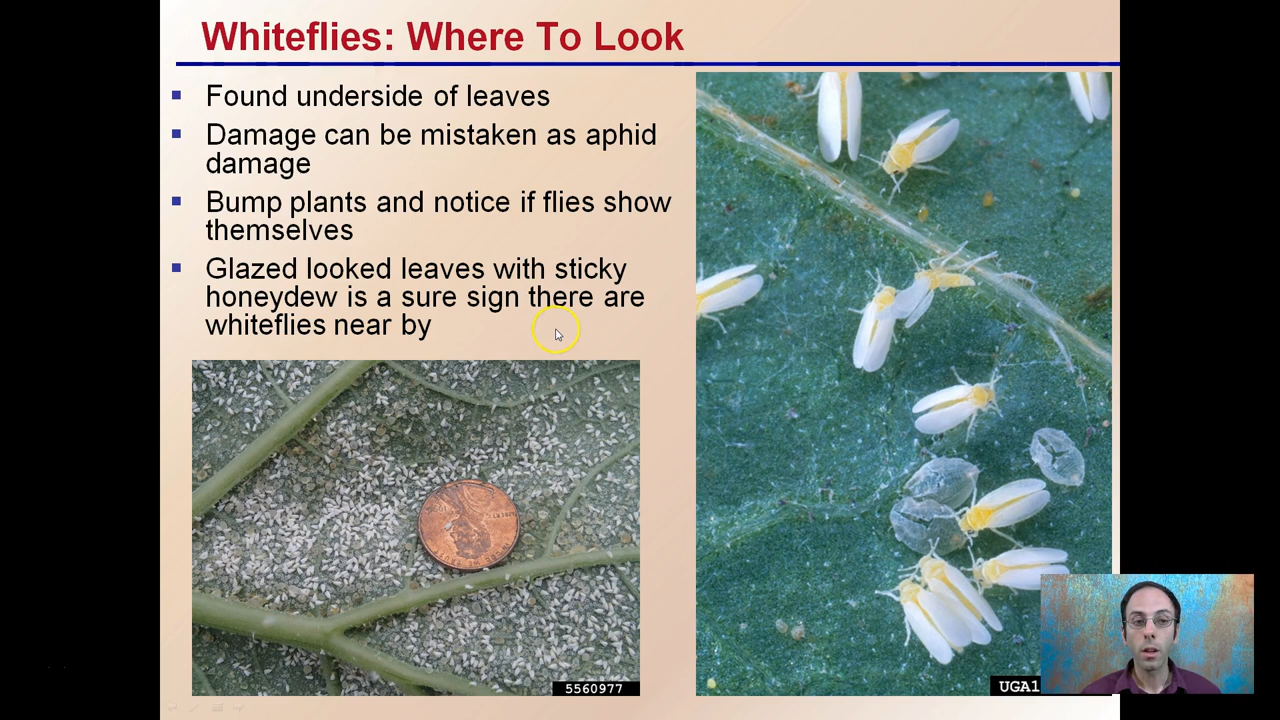 Whiteflies: Where To Look
Found underside of leaves
Damage can be mistaken as aphid
damage
Bump plants and notice if flies show
themselves
Glazed looked leaves with sticky
honeydew is a sure sign there are
whiteflies near by
5560977
UGA1